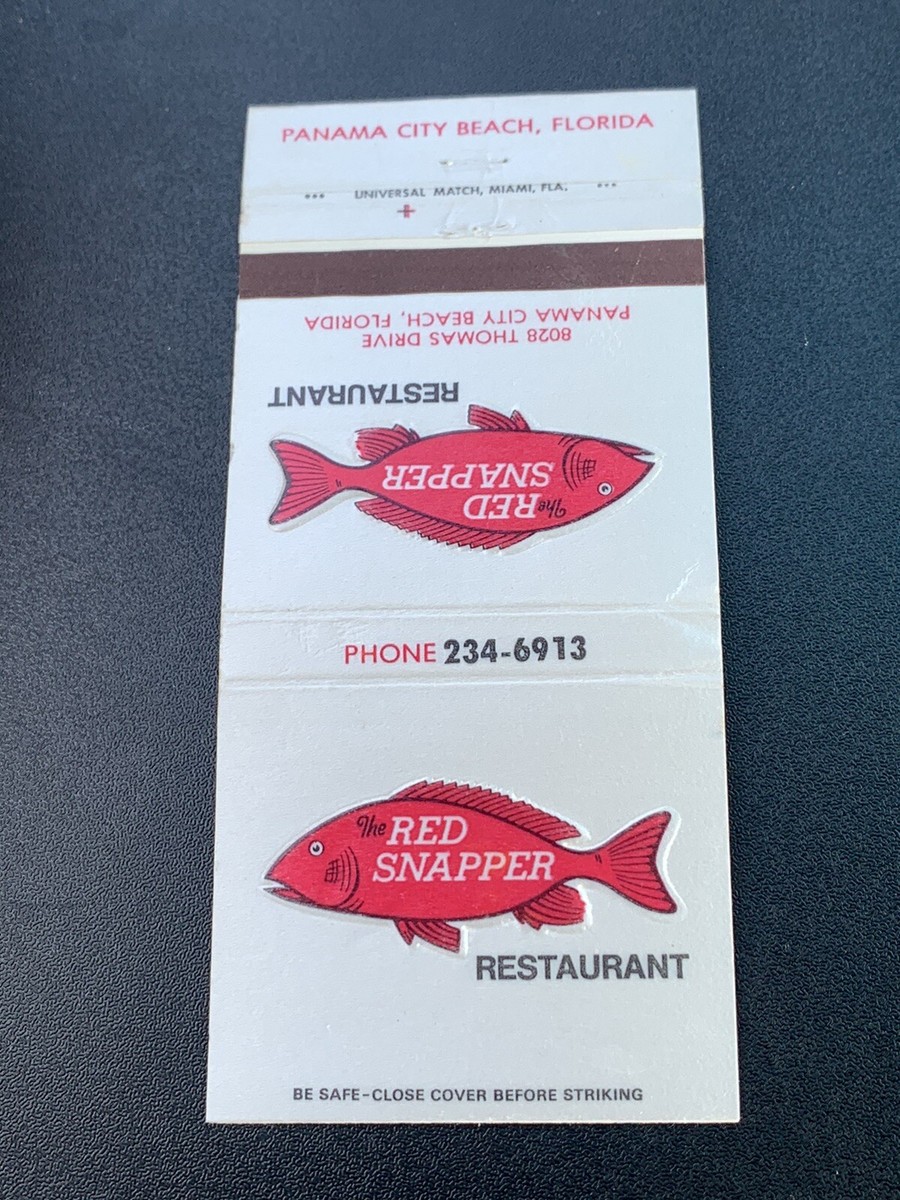 PANAMA CITY BEACH, FLORIDA
*** UNIVERSAL MATCH, MIAMI, FLA. ***
8028 THOMAS DRIVE
PANAMA CITY BEACH, FLORIDA
The RED
SNAPPER
RESTAURANT
PHONE 234-6913
The RED
SNAPPER
RESTAURANT
BE SAFE-CLOSE COVER BEFORE STRIKING